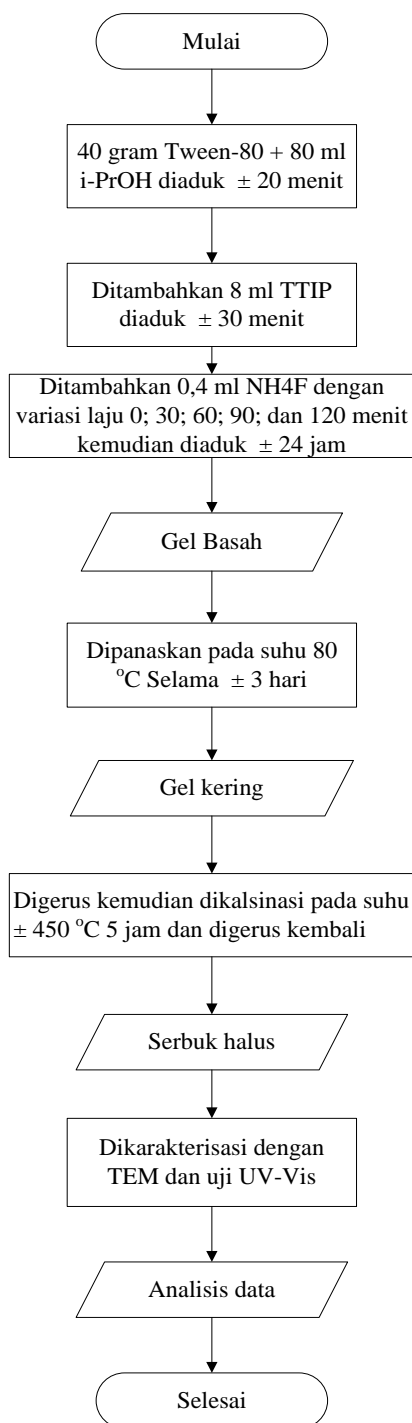 Mulai
40 gram Tween-80 + 80 ml
i-PrOH diaduk ± 20 menit
Ditambahkan 8 ml TTIP
diaduk ± 30 menit
Ditambahkan 0,4 ml NH4F dengan
variasi laju 0; 30; 60; 90; dan 120 menit
kemudian diaduk ± 24 jam
Gel Basah
Dipanaskan pada suhu 80
°C Selama ± 3 hari
Gel kering
Digerus kemudian dikalsinasi pada suhu
± 450 °C 5 jam dan digerus kembali
Serbuk halus
Dikarakterisasi dengan
TEM dan uji UV-Vis
Analisis data
Selesai